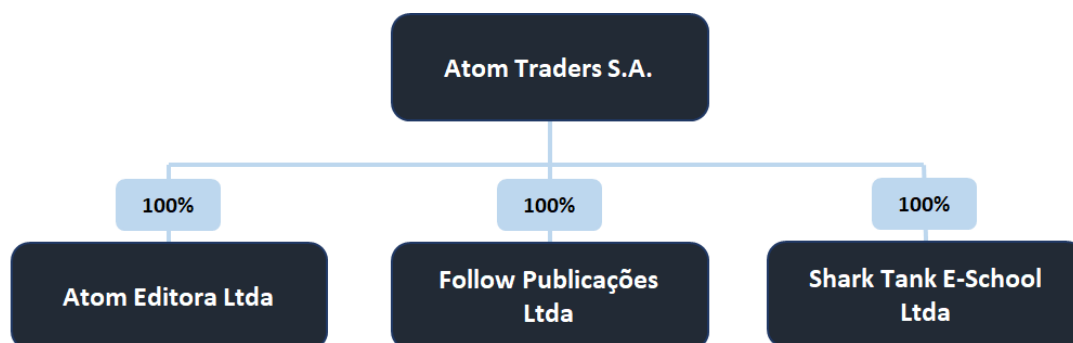 Atom Traders S.A.
100%
100%
100%
Atom Editora Ltda
Follow Publicações
Ltda
Shark Tank E-School
Ltda